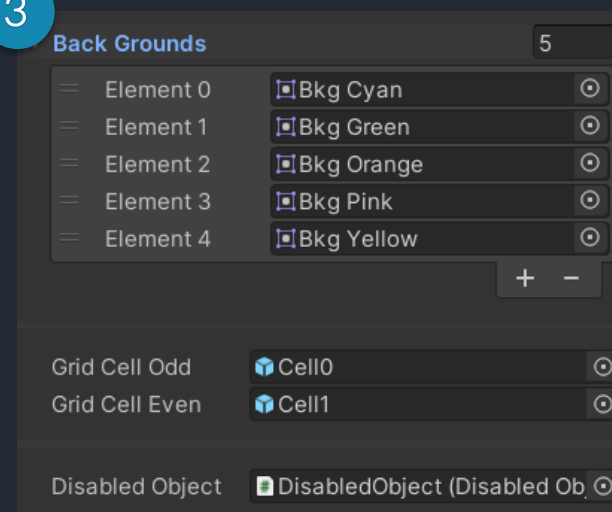 3
Back Grounds 5
Element 0 Bkg Cyan
Element 1 Bkg Green
Element 2 Bkg Orange
Element 3 Bkg Pink
Element 4 Bkg Yellow
+ −
Grid Cell Odd Cell0
Grid Cell Even Cell1
Disabled Object # DisabledObject (Disabled Ob